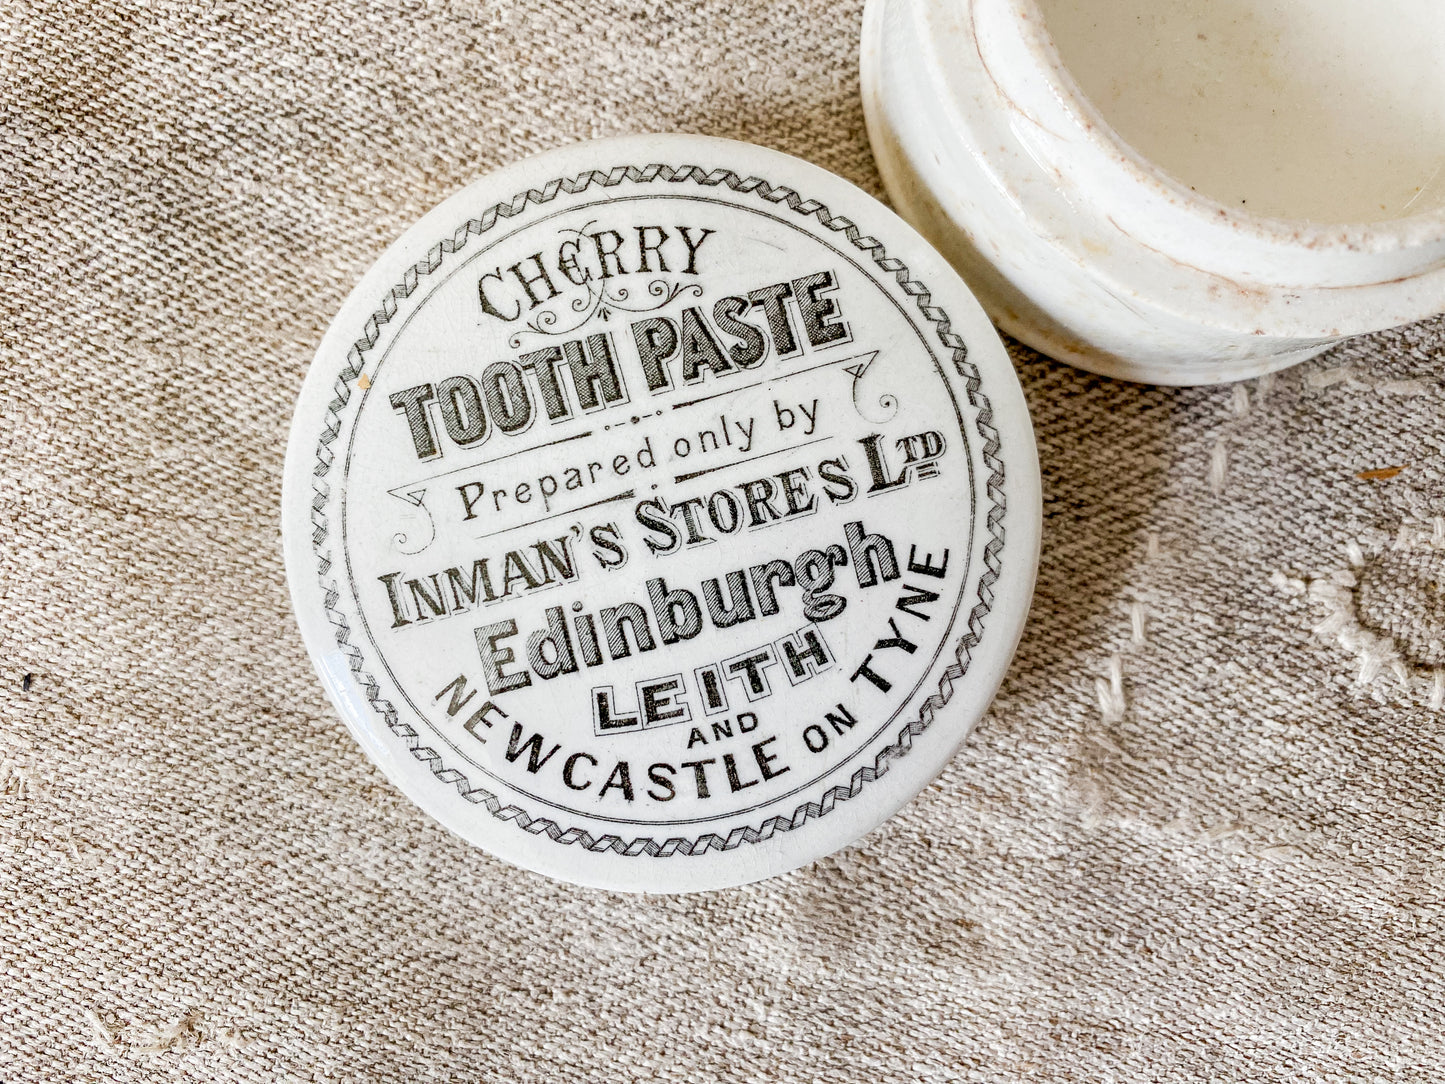 CHERRY
TOOTH PASTE
Prepared only by
INMAN'S STORES LTD
Edinburgh
LEITH
AND
NEWCASTLE ON TYNE